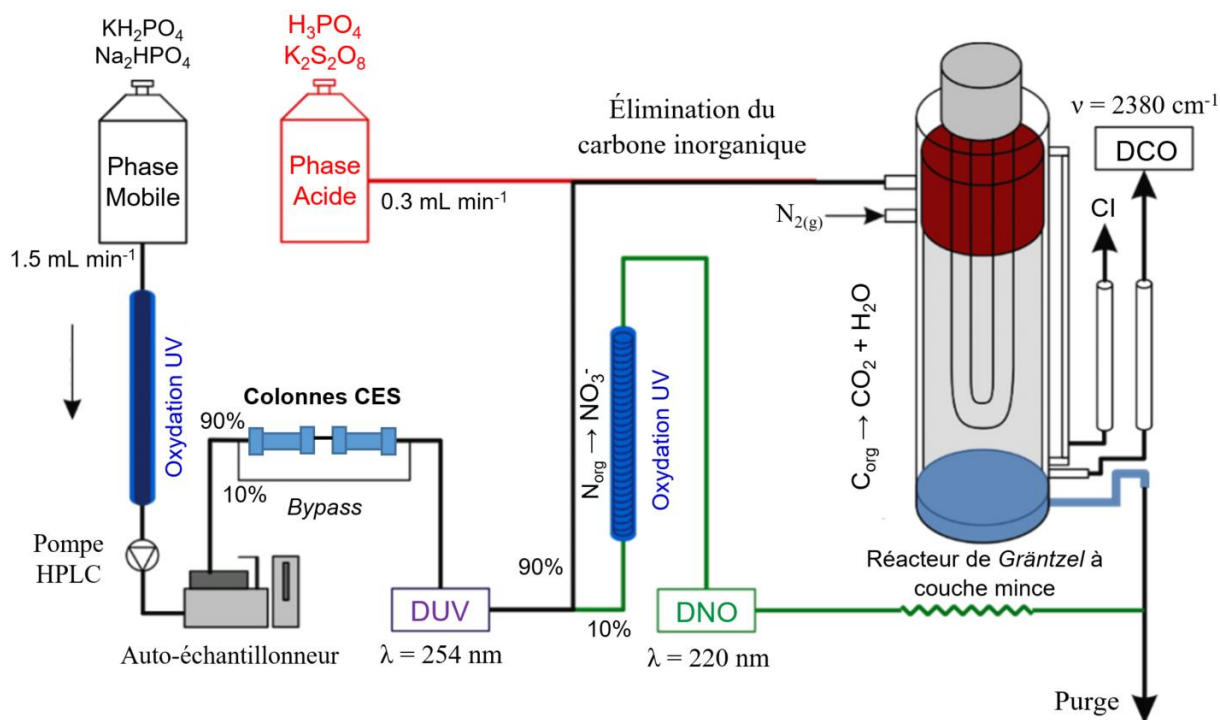 KH2PO4
Na2HPO4
H3PO4
K2S2O8
Phase
Mobile
Phase
Acide
1.5 mL min-1
0.3 mL min-1
Élimination du
carbone inorganique
N2(g)
ν = 2380 cm-1
DCO
CI
Oxydation UV
Colonnes CES
90%
10%
Bypass
Norg → NO3-
Oxydation UV
Corg → CO2 + H2O
Pompe
HPLC
Auto-échantillonneur
DUV
λ = 254 nm
90%
10%
DNO
λ = 220 nm
Réacteur de Gräntzel à
couche mince
Purge